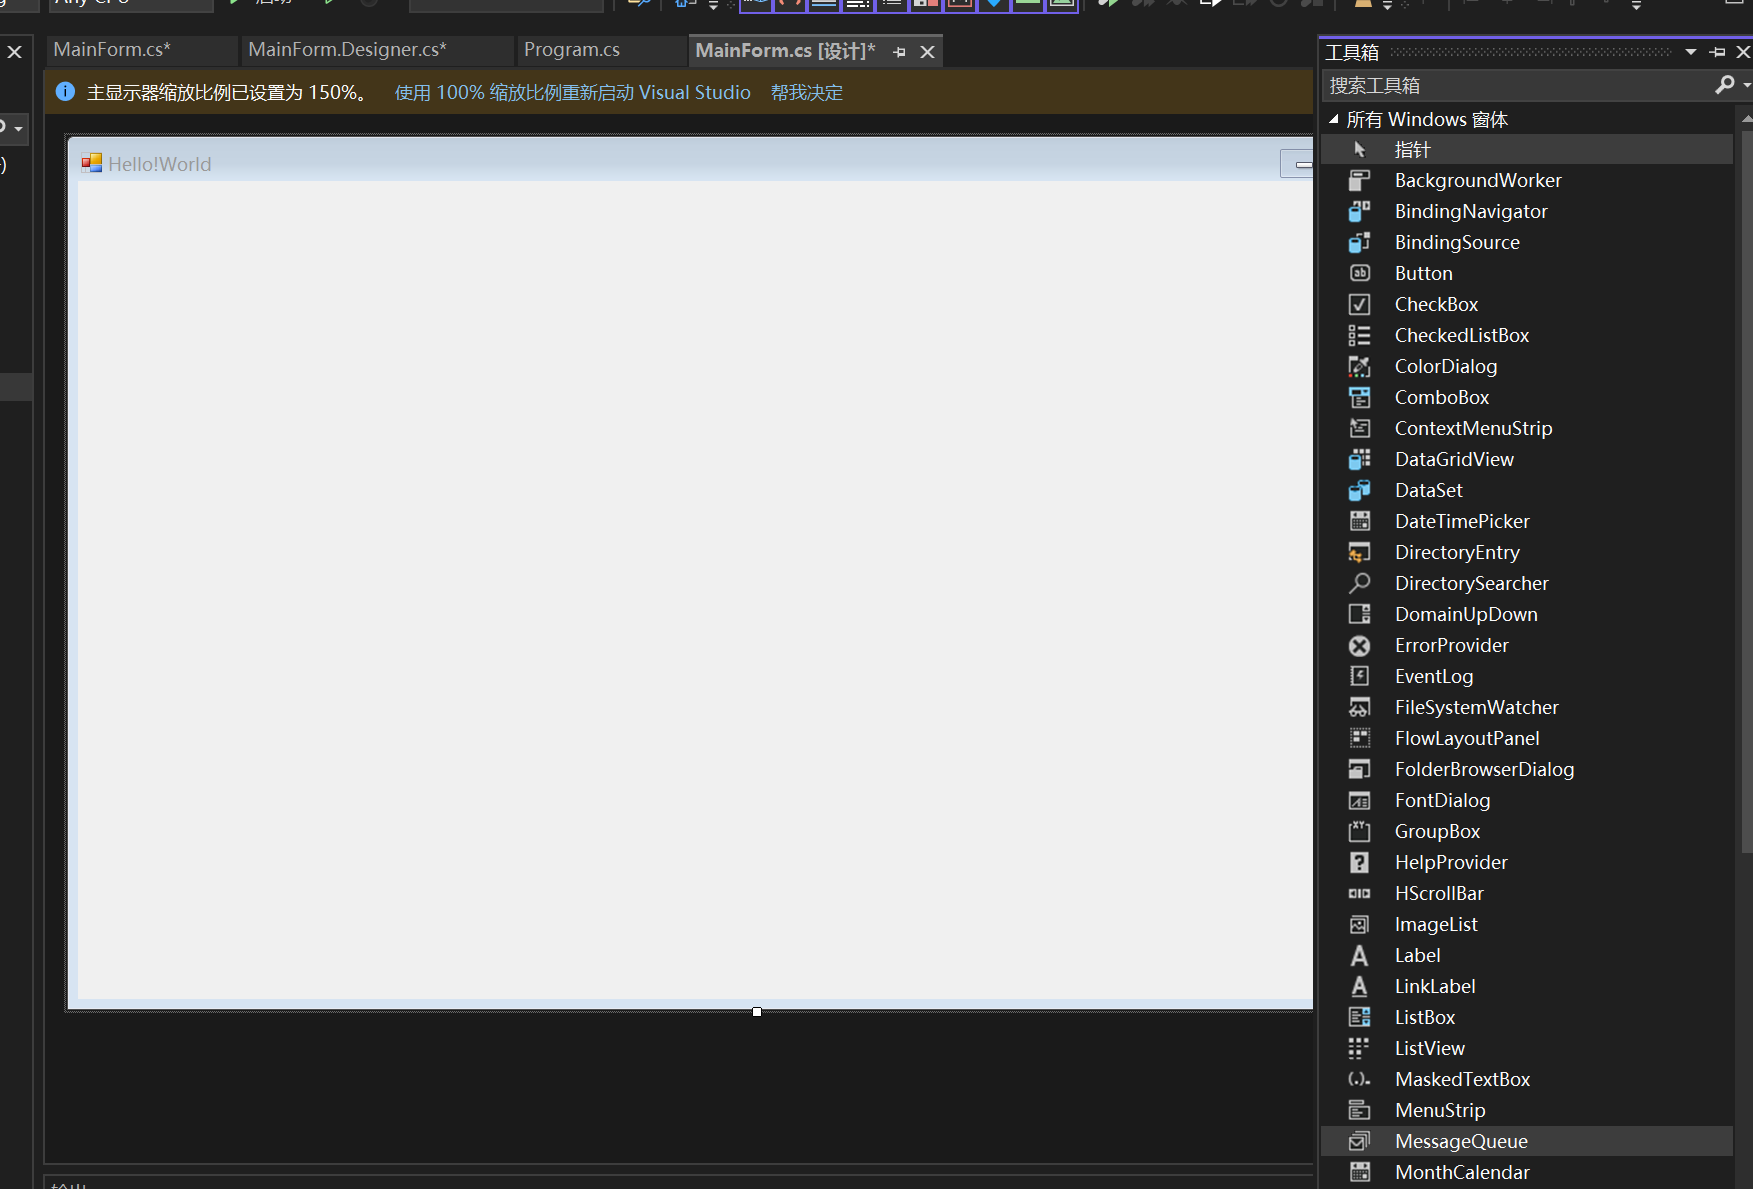 MainForm.cs*
MainForm.Designer.cs*
Program.cs
MainForm.cs [设计]*
主显示器缩放比例已设置为 150%。 使用 100% 缩放比例重新启动 Visual Studio 帮我决定
Hello!World
工具箱
搜索工具箱
所有 Windows 窗体
指针
BackgroundWorker
BindingNavigator
BindingSource
Button
CheckBox
CheckedListBox
ColorDialog
ComboBox
ContextMenuStrip
DataGridView
DataSet
DateTimePicker
DirectoryEntry
DirectorySearcher
DomainUpDown
ErrorProvider
EventLog
FileSystemWatcher
FlowLayoutPanel
FolderBrowserDialog
FontDialog
GroupBox
HelpProvider
HScrollBar
ImageList
Label
LinkLabel
ListBox
ListView
MaskedTextBox
MenuStrip
MessageQueue
MonthCalendar